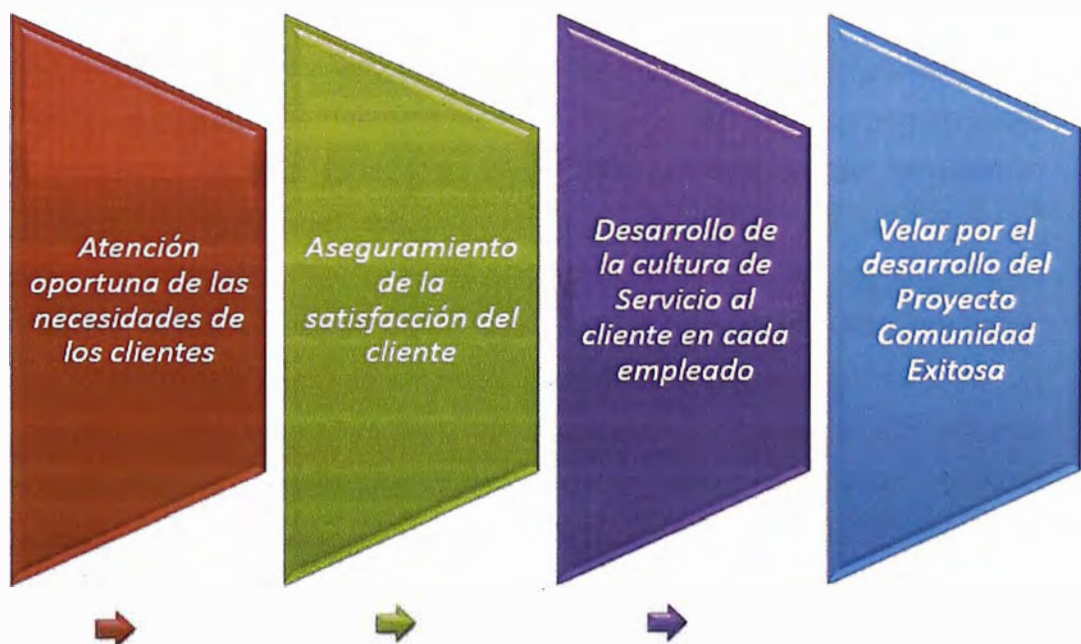 Atención
oportuna de las
necesidades de
los clientes
Aseguramiento
de la
satisfacción del
cliente
Desarrollo de
la cultura de
Servicio al
cliente en cada
empleado
Velar por el
desarrollo del
Proyecto
Comunidad
Exitosa